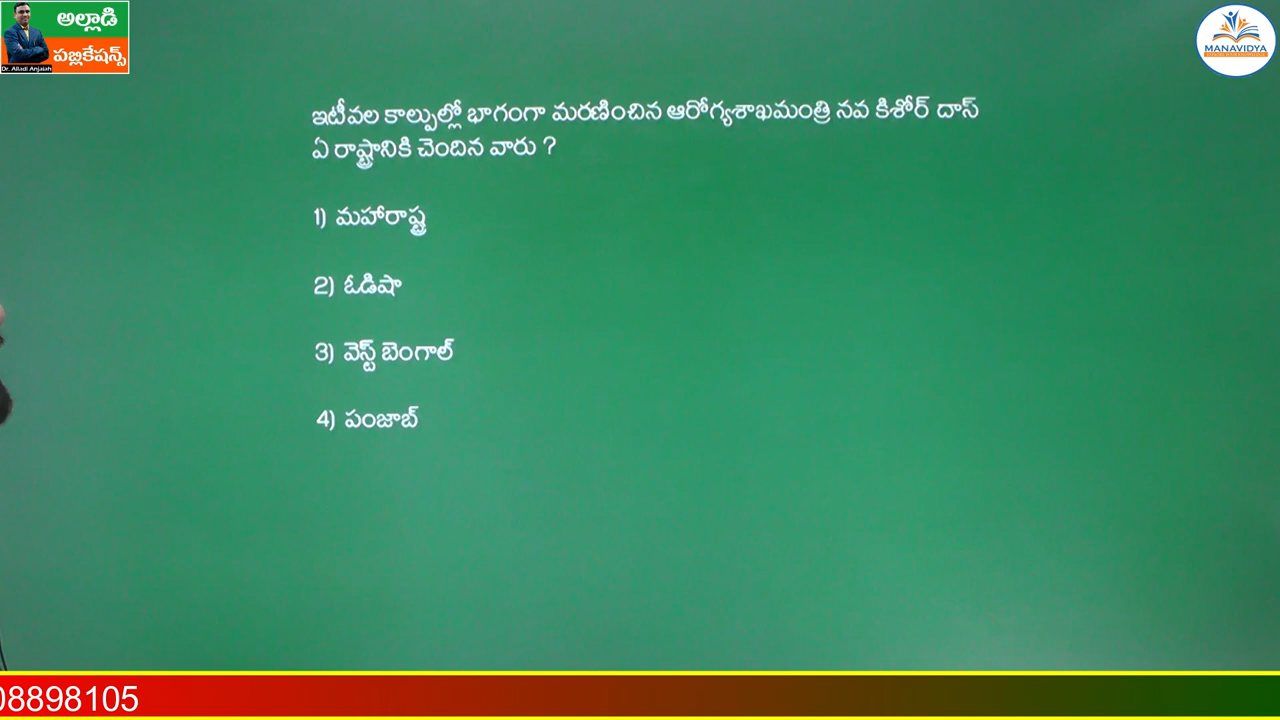 అల్లాడి
పబ్లికేషన్స్
Dr. Alladi Anjaiah
MANAVIDYA
ఇటీవల కాల్పుల్లో భాగంగా మరణించిన ఆరోగ్యశాఖమంత్రి నవ కిశోర్ దాస్
ఏ రాష్ట్రానికి చెందిన వారు ?
1) మహారాష్ట్ర
2) ఓడిషా
3) వెస్ట్ బెంగాల్
4) పంజాబ్
08898105